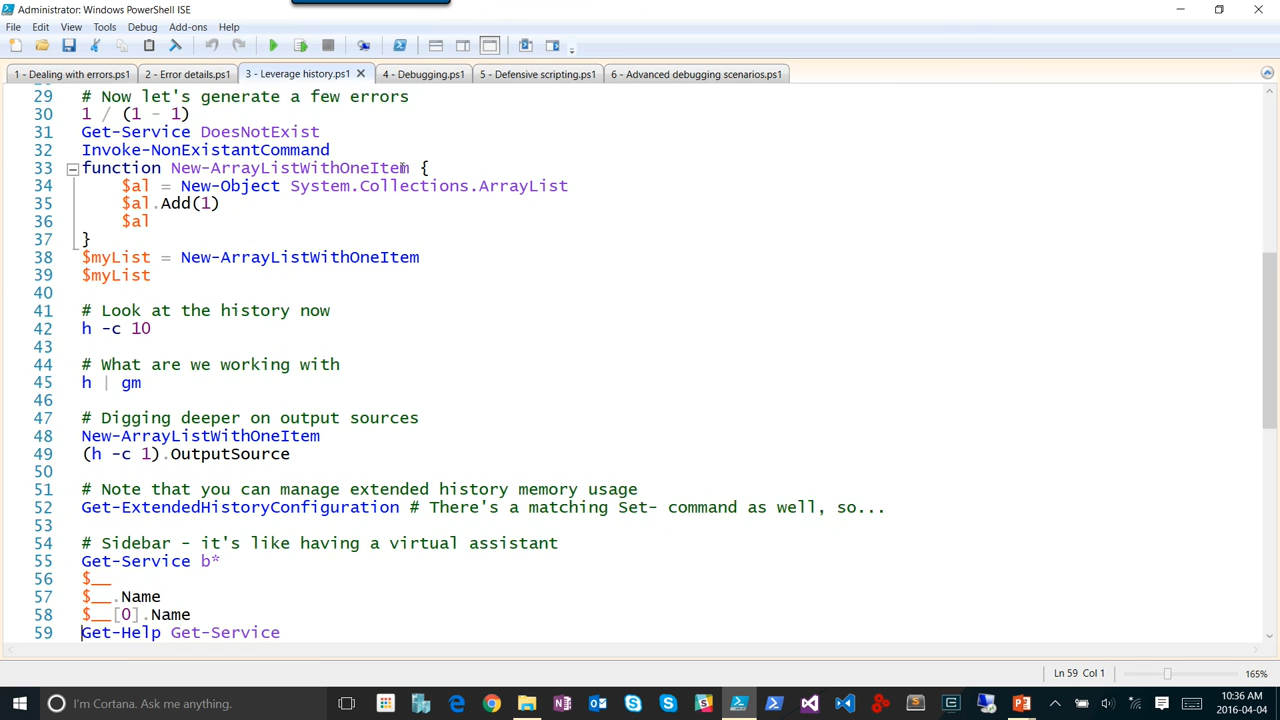 Administrator: Windows PowerShell ISE
File Edit View Tools Debug Add-ons Help
1 - Dealing with errors.ps1 2 - Error details.ps1 3 - Leverage history.ps1 4 - Debugging.ps1 5 - Defensive scripting.ps1 6 - Advanced debugging scenarios.ps1
29 # Now let's generate a few errors
30 1 / (1 - 1)
31 Get-Service DoesNotExist
32 Invoke-NonExistantCommand
33 function New-ArrayListWithOneItem {
34 $al = New-Object System.Collections.ArrayList
35 $al.Add(1)
36 $al
37 }
38 $myList = New-ArrayListWithOneItem
39 $myList
40
41 # Look at the history now
42 h -c 10
43
44 # What are we working with
45 h | gm
46
47 # Digging deeper on output sources
48 New-ArrayListWithOneItem
49 (h -c 1).OutputSource
50
51 # Note that you can manage extended history memory usage
52 Get-ExtendedHistoryConfiguration # There's a matching Set- command as well, so...
53
54 # Sidebar - it's like having a virtual assistant
55 Get-Service b*
56 $__
57 $__.Name
58 $__[0].Name
59 Get-Help Get-Service
Ln 59 Col 1 165%
I'm Cortana. Ask me anything.
10:36 AM
2016-04-04